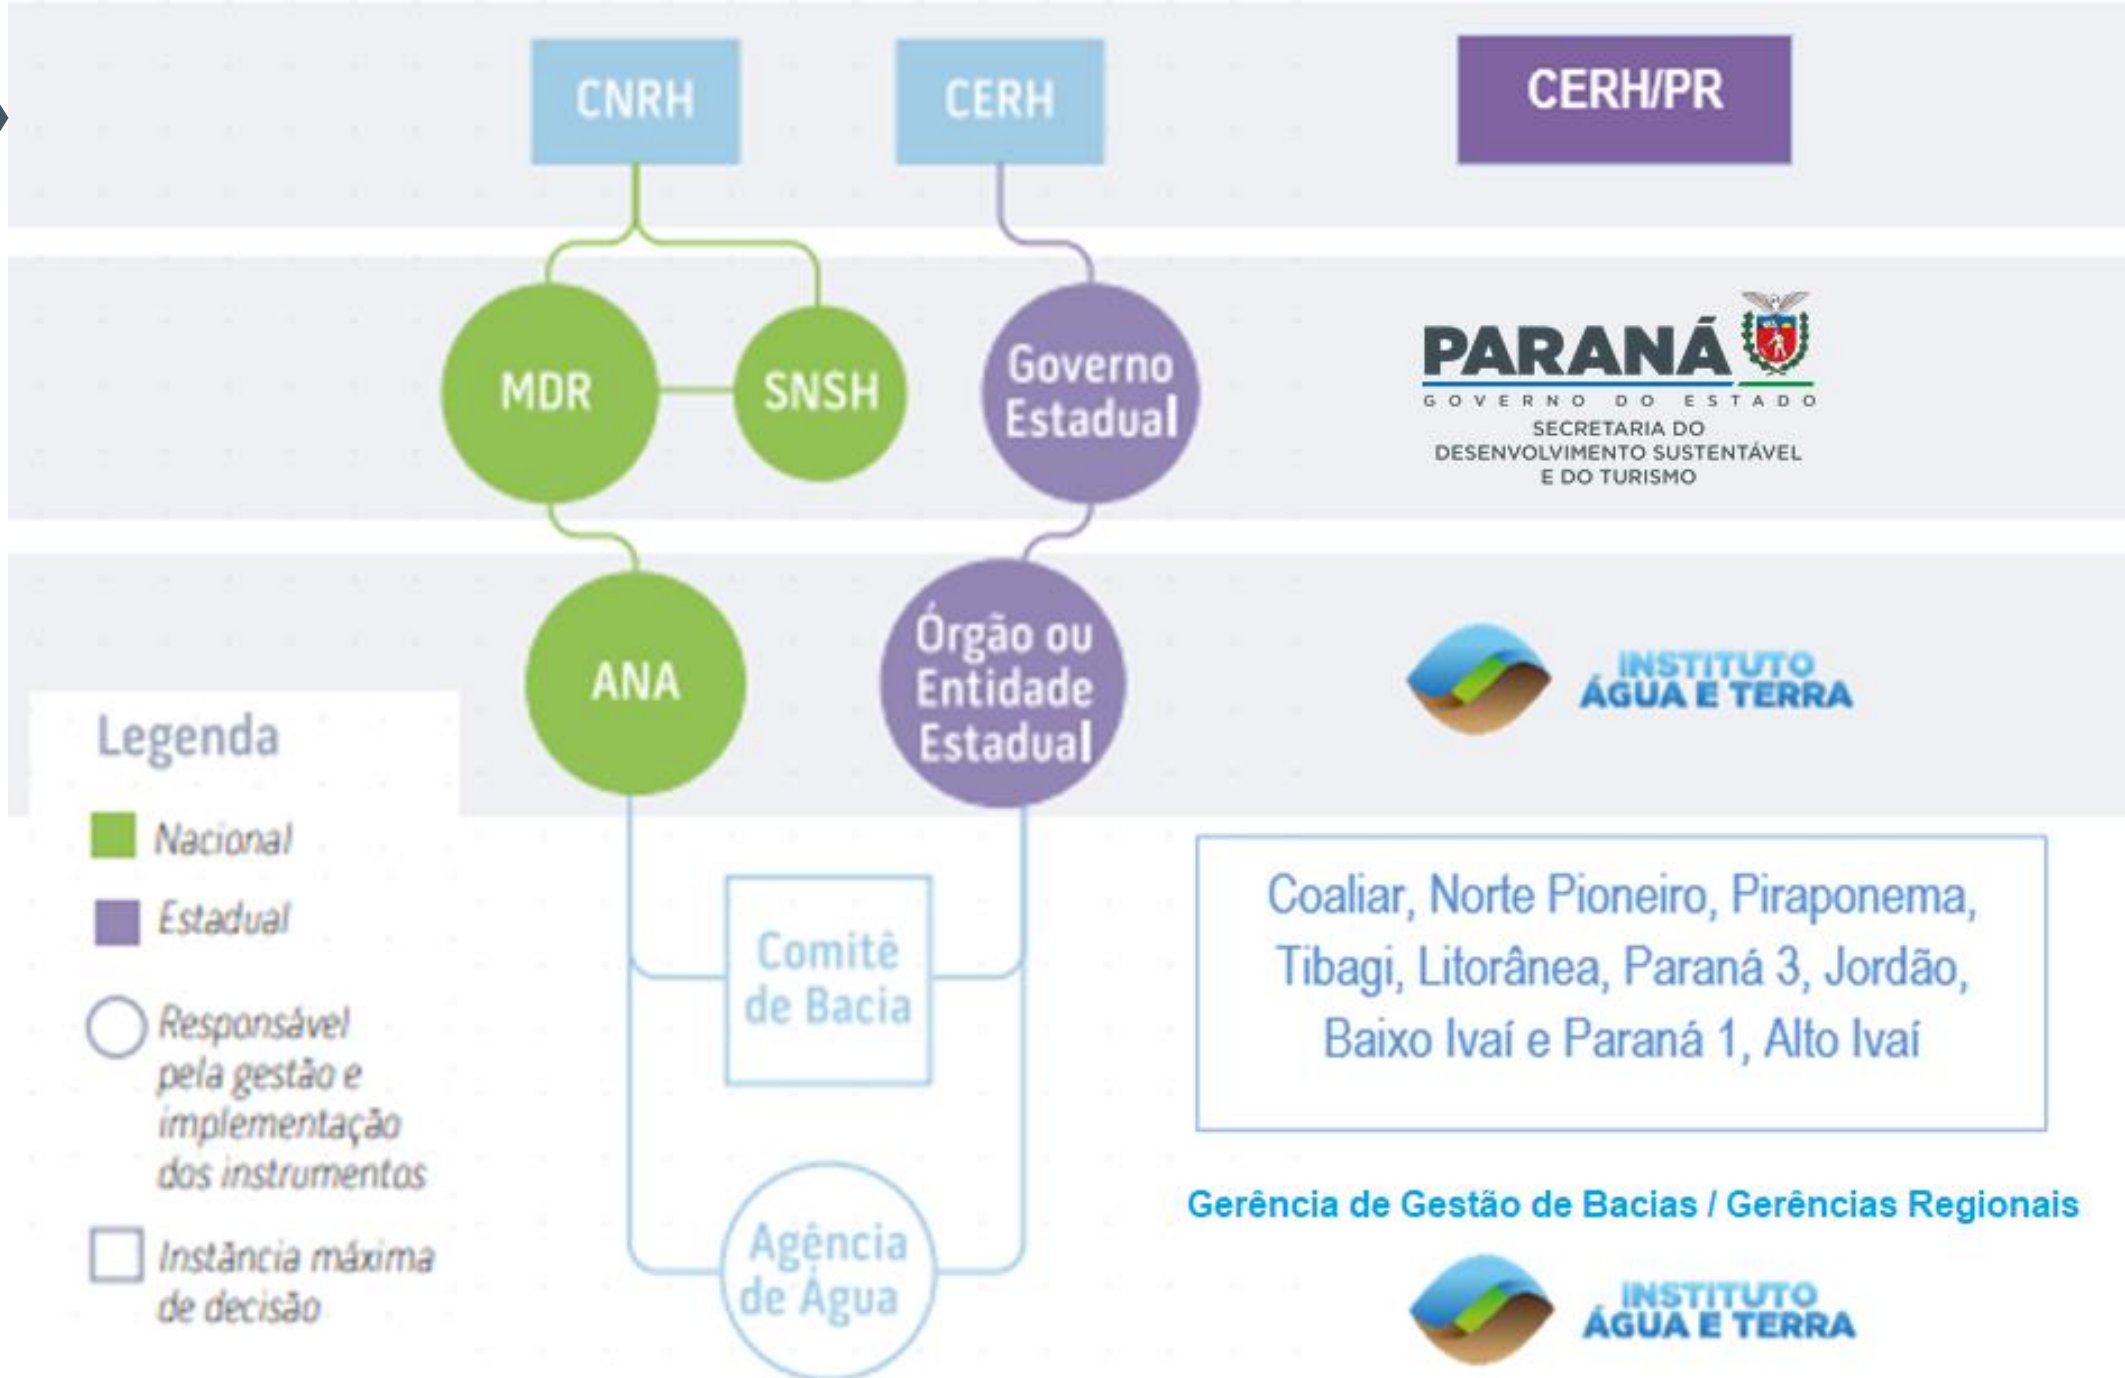 CNRH
CERH
CERH/PR
MDR
SNSH
Governo
Estadual
PARANÁ
GOVERNO DO ESTADO
SECRETARIA DO
DESENVOLVIMENTO SUSTENTÁVEL
E DO TURISMO
ANA
Órgão ou
Entidade
Estadual
INSTITUTO
ÁGUA E TERRA
Legenda
Nacional
Estadual
Responsável
pela gestão e
implementação
dos instrumentos
Instância máxima
de decisão
Comitê
de Bacia
Agência
de Água
Coaliar, Norte Pioneiro, Piraponema,
Tibagi, Litorânea, Paraná 3, Jordão,
Baixo Ivaí e Paraná 1, Alto Ivaí
Gerência de Gestão de Bacias / Gerências Regionais
INSTITUTO
ÁGUA E TERRA